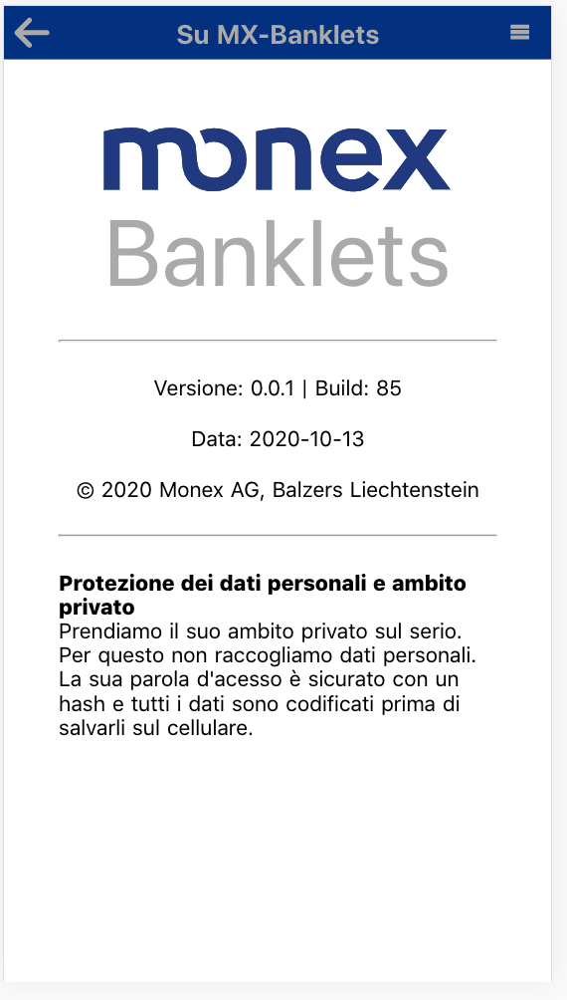 Su MX-Banklets
monex
Banklets
Versione: 0.0.1 | Build: 85
Data: 2020-10-13
© 2020 Monex AG, Balzers Liechtenstein
Protezione dei dati personali e ambito
privato
Prendiamo il suo ambito privato sul serio.
Per questo non raccogliamo dati personali.
La sua parola d'acesso è sicurato con un
hash e tutti i dati sono codificati prima di
salvarli sul cellulare.